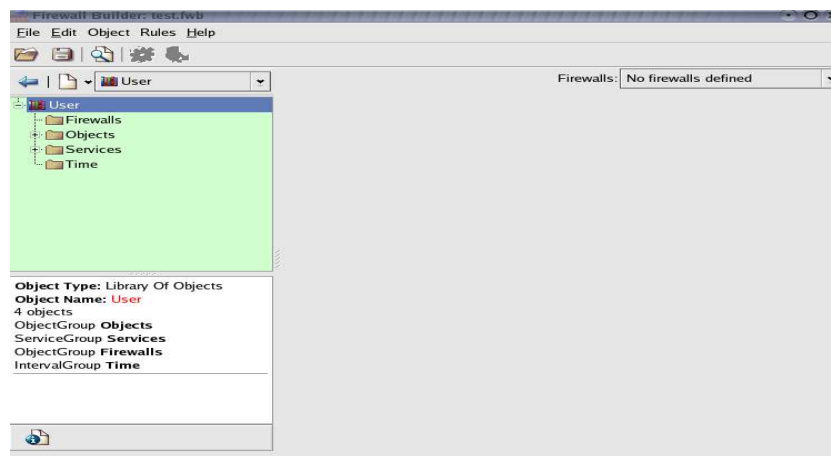 Firewall Builder: test.fwb
File Edit Object Rules Help
User
Firewalls: No firewalls defined
User
Firewalls
Objects
Services
Time
Object Type: Library Of Objects
Object Name: User
4 objects
ObjectGroup Objects
ServiceGroup Services
ObjectGroup Firewalls
IntervalGroup Time